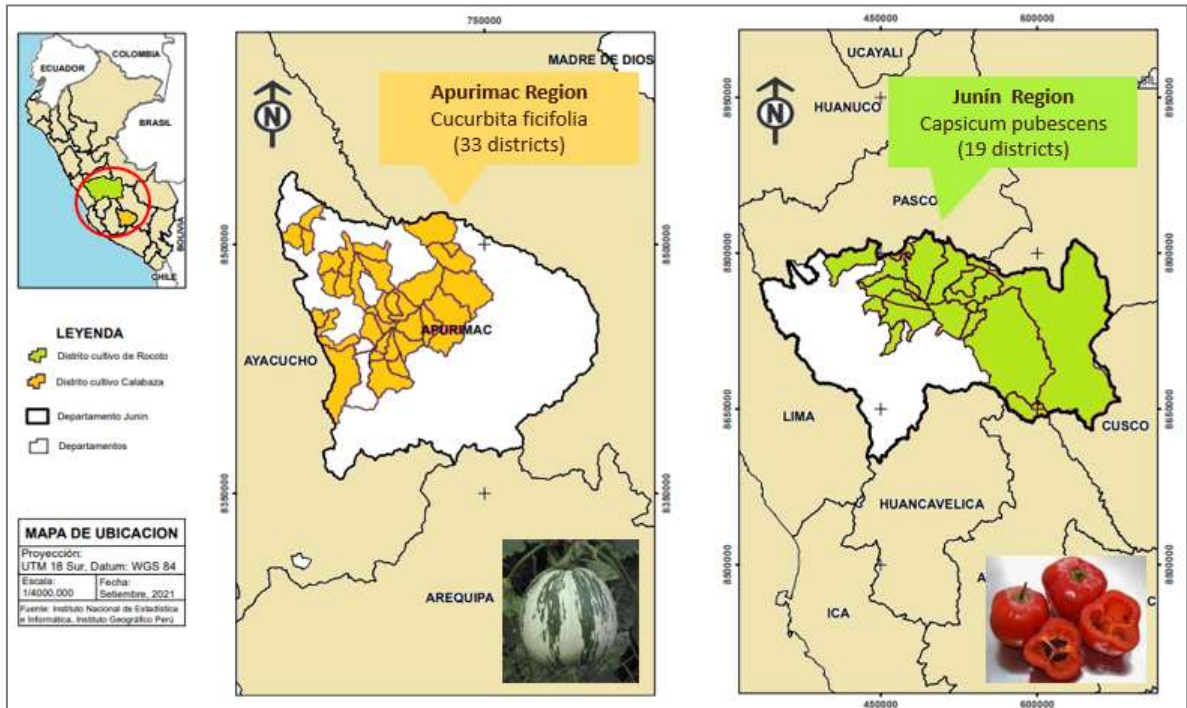 COLOMBIA
ECUADOR
BRASIL
BOLIVIA
CHILE
LEYENDA
Distrito cultivo de Rocoto
Distrito cultivo Calabaza
Departamento Junin
Departamentos
MAPA DE UBICACION
Proyección:
UTM 18 Sur, Datum: WGS 84
Escala:
1/4000.000
Fecha:
Setiembre, 2021
Fuente: Instituto Nacional de Estadística
e Informática, Instituto Geográfico Perú
750000
MADRE DE DIOS
N
Apurimac Region
Cucurbita ficifolia
(33 districts)
8500000
8500000
APURIMAC
AYACUCHO
8350000
8350000
AREQUIPA
450000
600000
UCAYALI
SIL
8950000
8950000
HUANUCO
N
Junín Region
Capsicum pubescens
(19 districts)
PASCO
8800000
8800000
LIMA
8650000
8650000
CUSCO
HUANCAVELICA
8500000
8500000
A
C
ICA
450000
600000